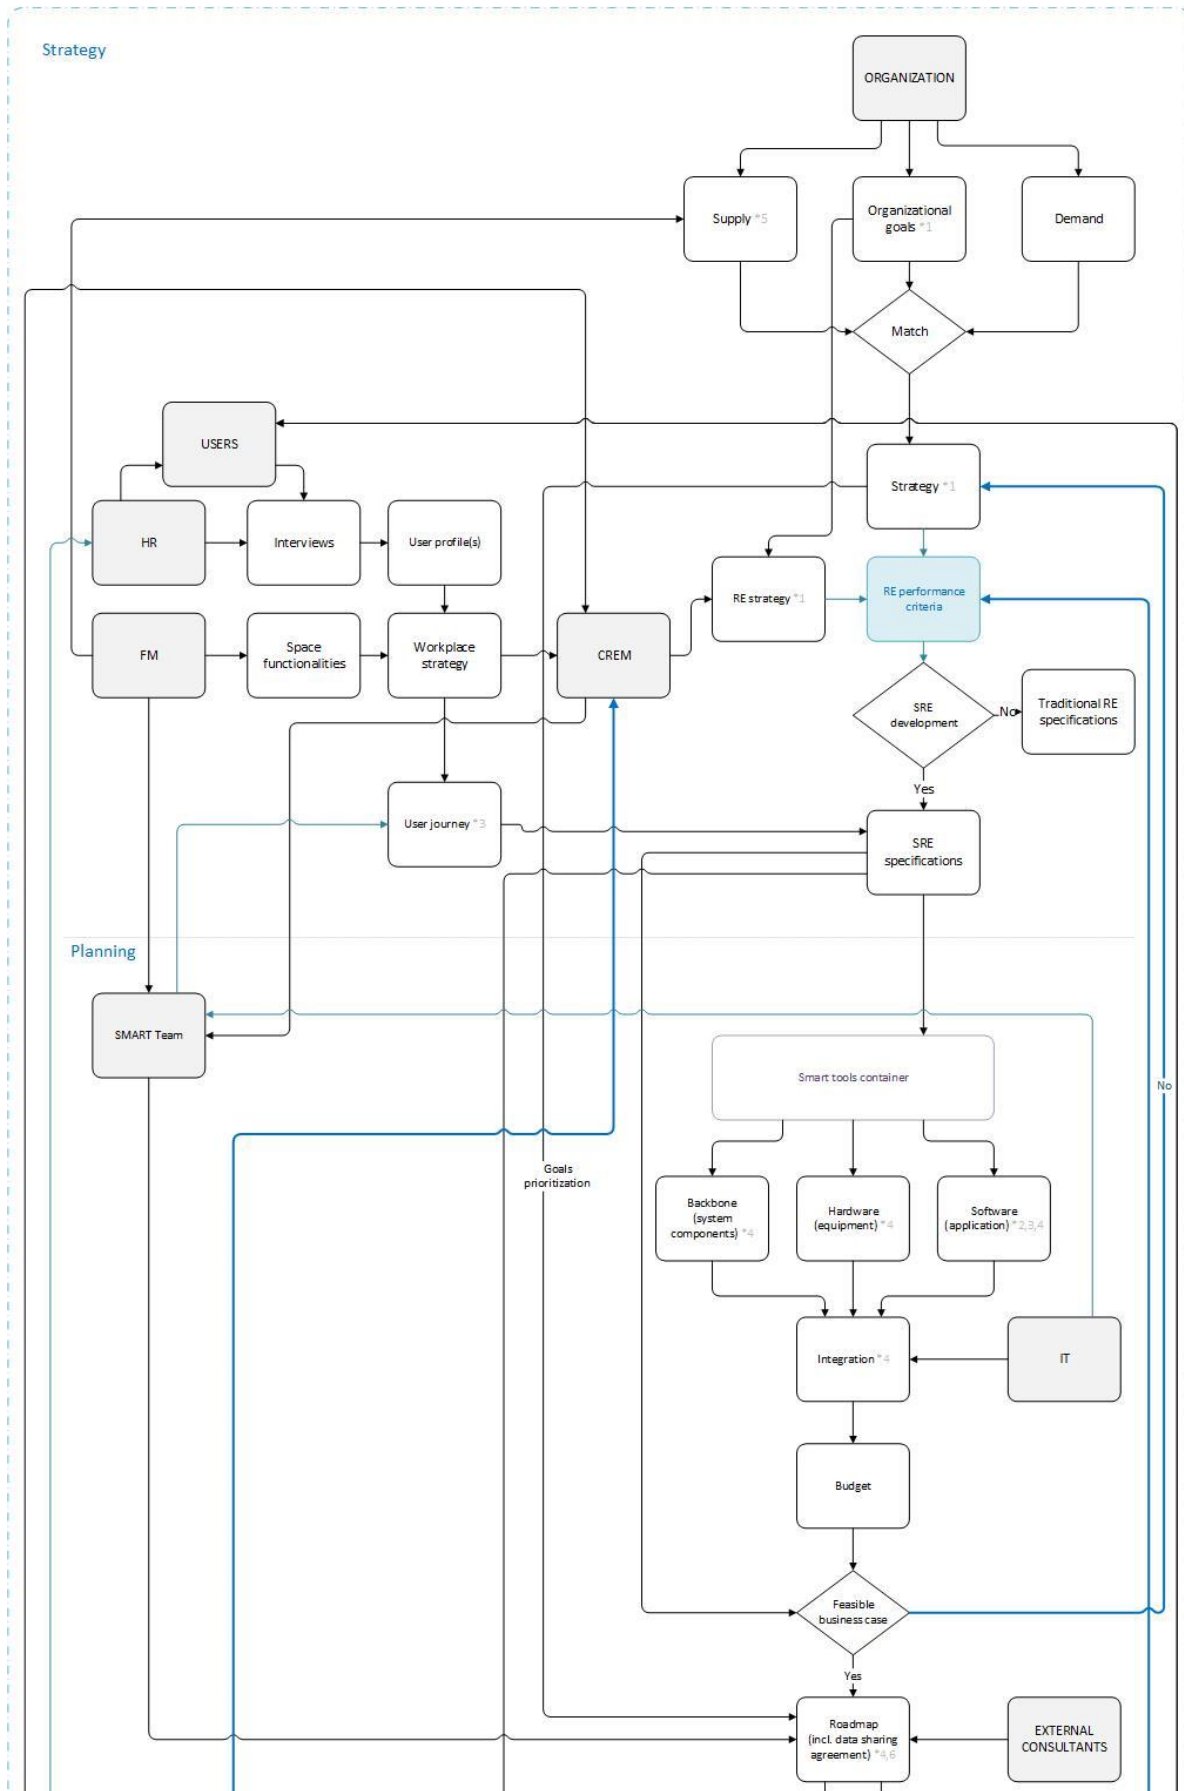 Strategy
ORGANIZATION
Supply *5
Organizational
goals *1
Demand
Match
USERS
Strategy *1
HR
Interviews
User profile(s)
RE strategy *1
RE performance
criteria
FM
Space
functionalities
Workplace
strategy
CREM
SRE
development
No
Traditional RE
specifications
Yes
User journey *3
SRE
specifications
Planning
SMART Team
Smart tools container
No
Goals
prioritization
Backbone
(system
components) *4
Hardware
(equipment) *4
Software
(application) *2,3,4
Integration *4
IT
Budget
Feasible
business case
Yes
Roadmap
(incl. data sharing
agreement) *4,6
EXTERNAL
CONSULTANTS